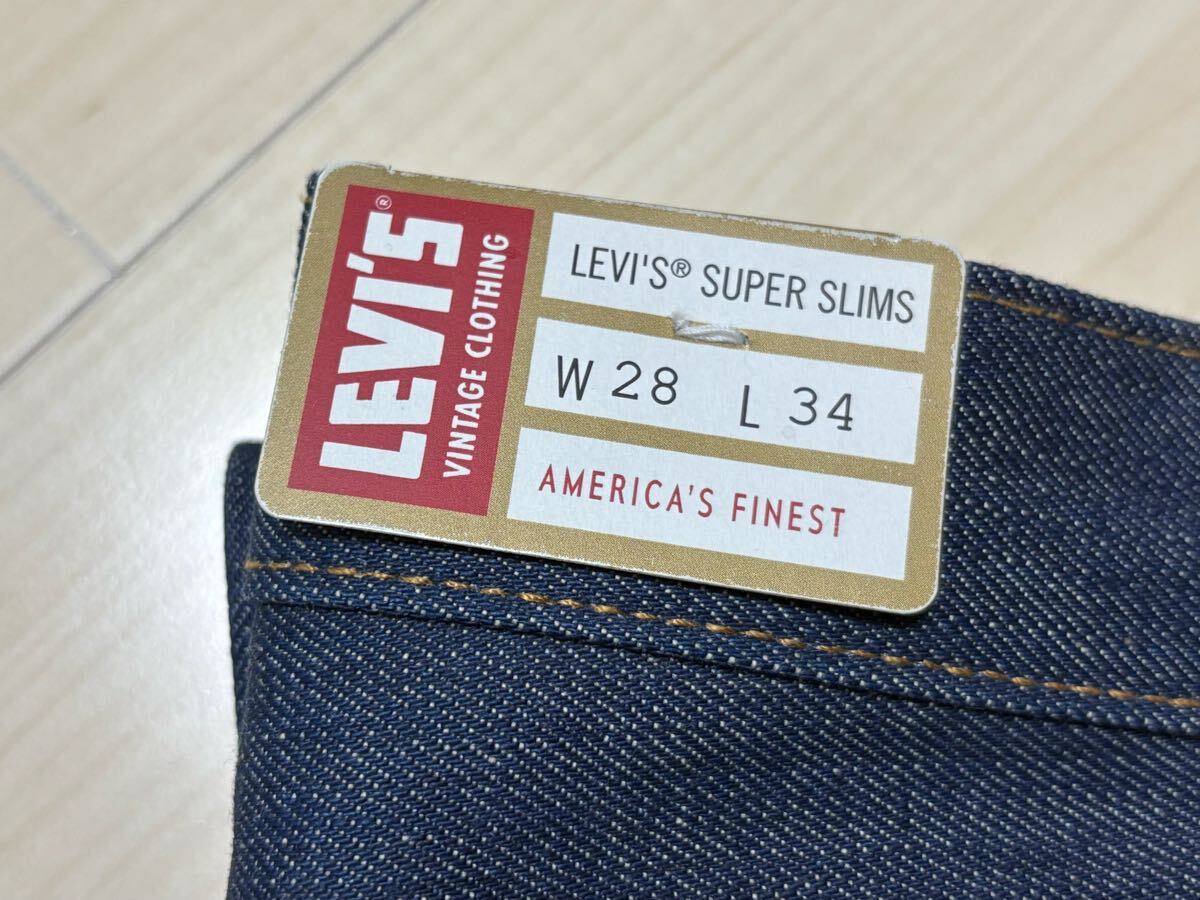 LEVI'S®
VINTAGE CLOTHING
LEVI'S® SUPER SLIMS
W 28 L 34
AMERICA'S FINEST